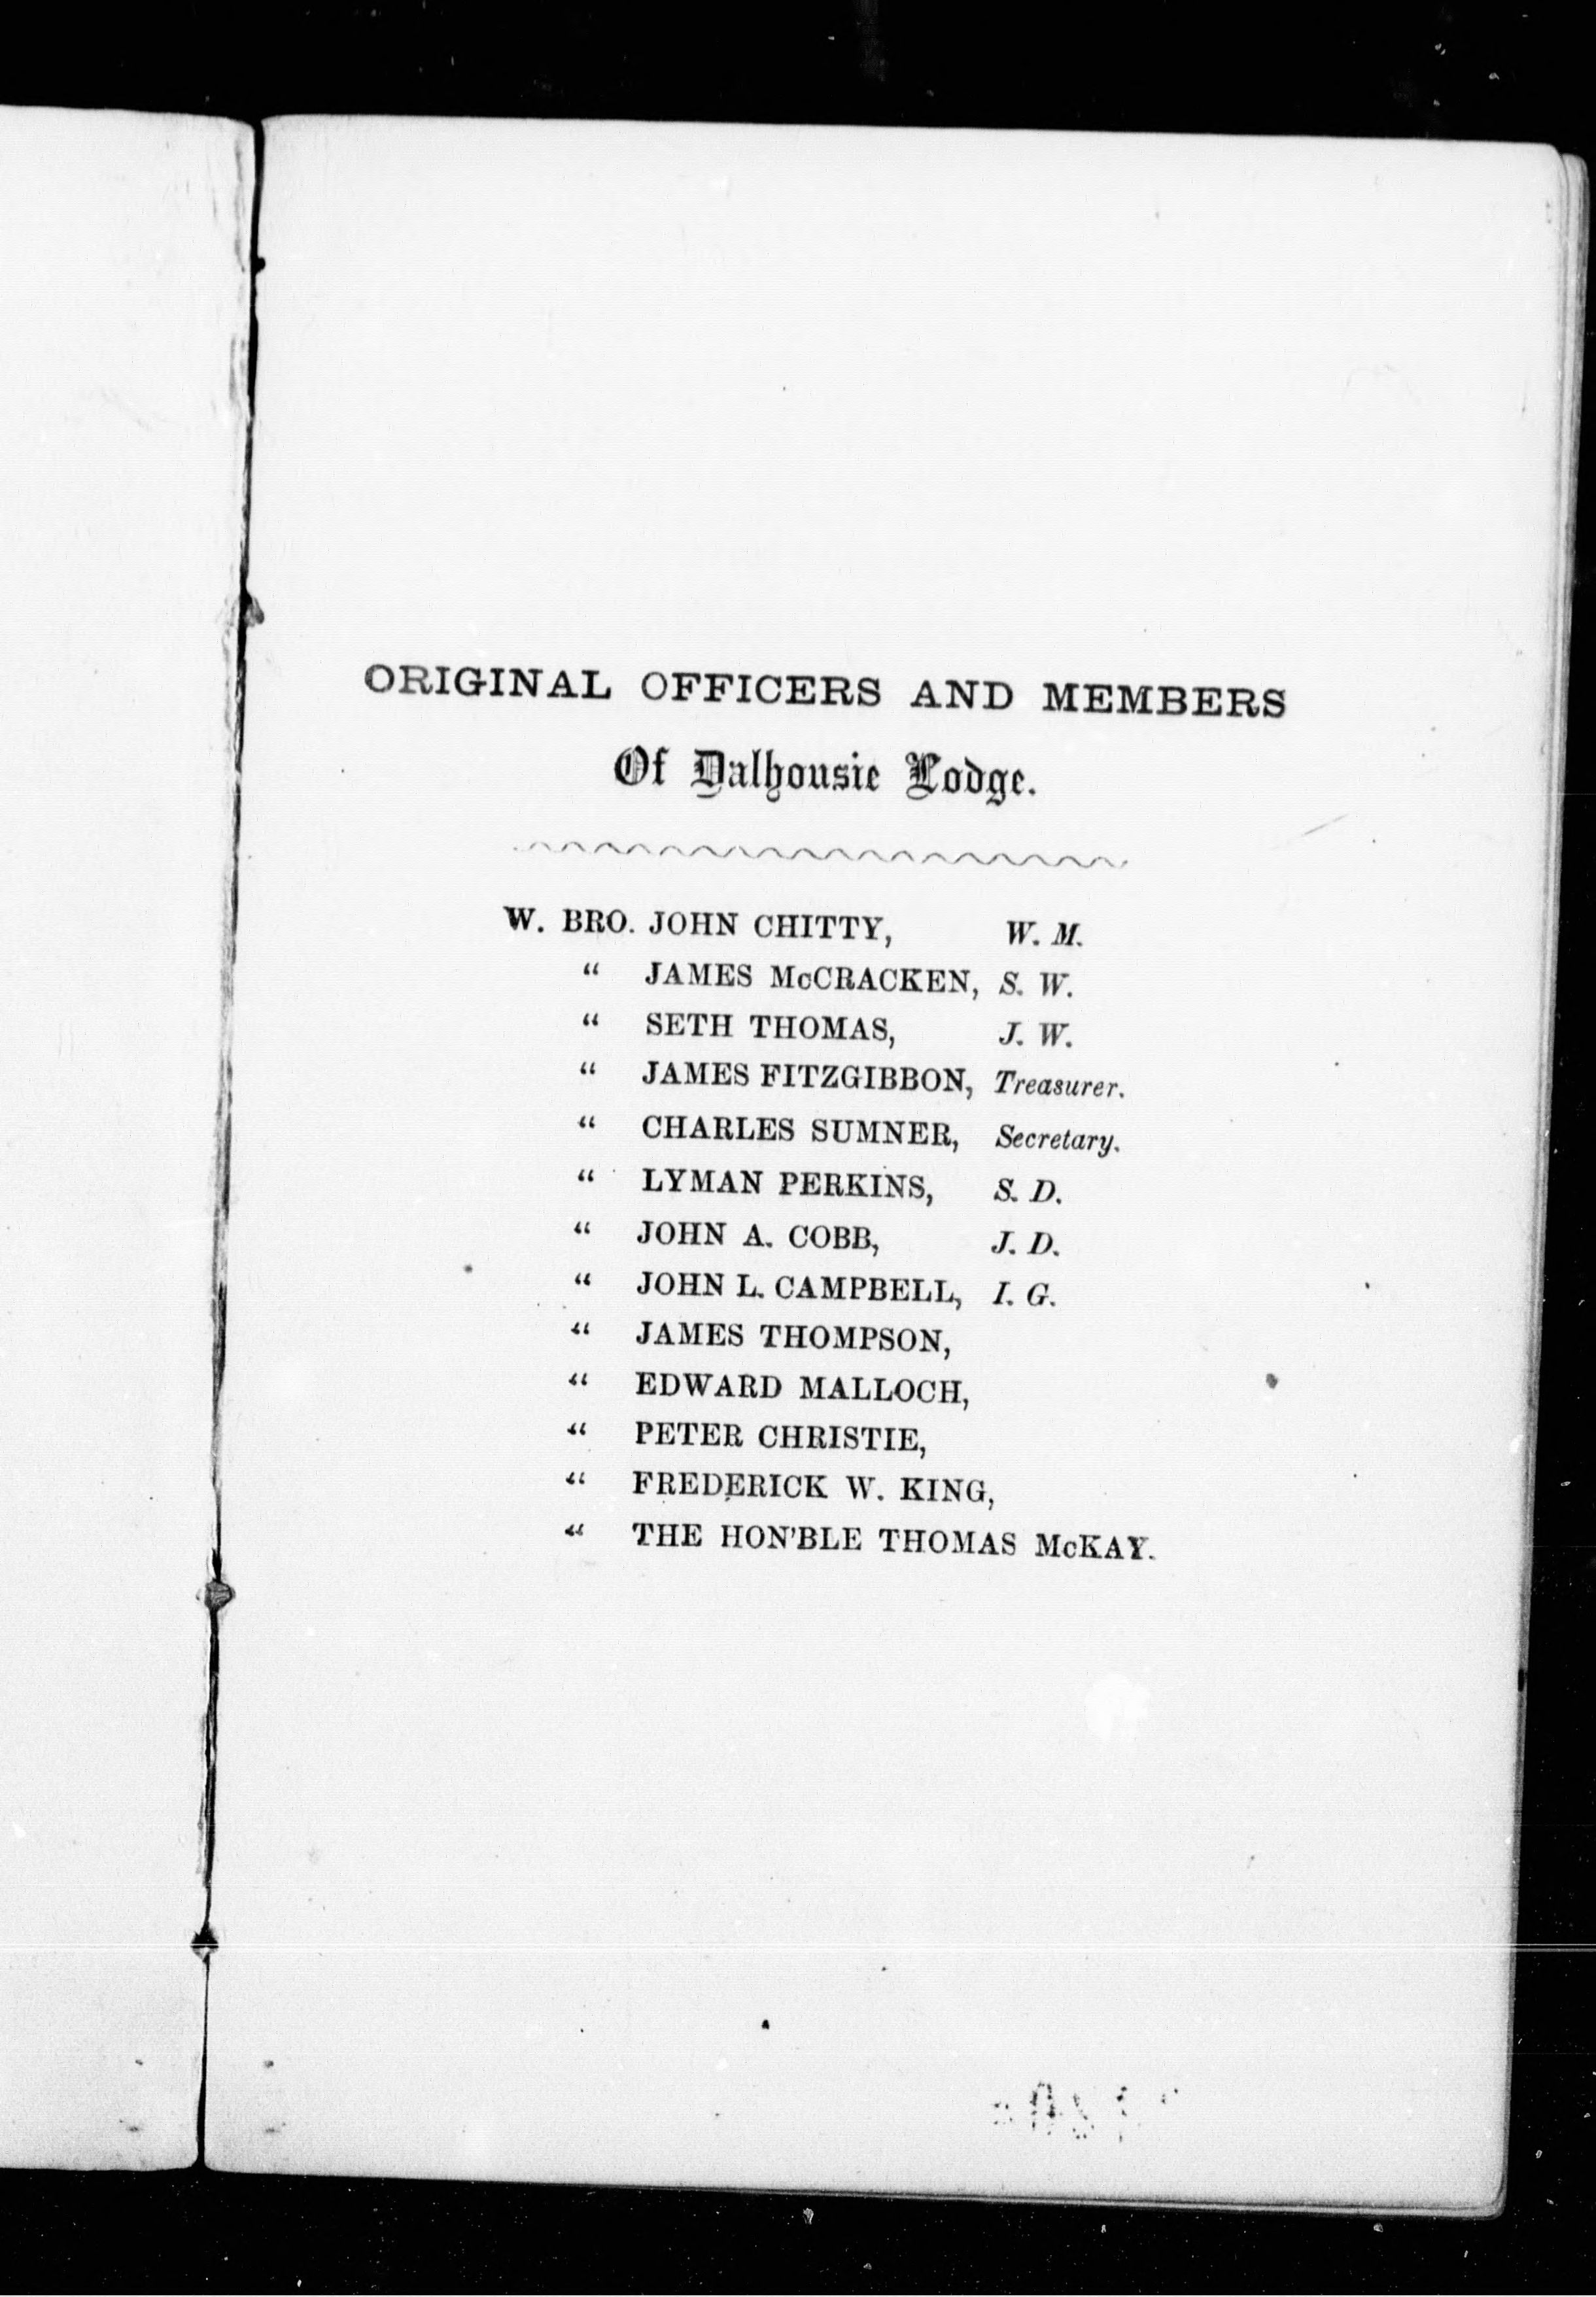 ORIGINAL OFFICERS AND MEMBERS
Of Dalhousie Lodge.
W. BRO. JOHN CHITTY, W. M.
“ JAMES McCRACKEN, S. W.
“ SETH THOMAS, J. W.
“ JAMES FITZGIBBON, Treasurer.
“ CHARLES SUMNER, Secretary.
“ LYMAN PERKINS, S. D.
“ JOHN A. COBB, J. D.
“ JOHN L. CAMPBELL, I. G.
“ JAMES THOMPSON,
“ EDWARD MALLOCH,
“ PETER CHRISTIE,
“ FREDERICK W. KING,
“ THE HON'BLE THOMAS McKAY.